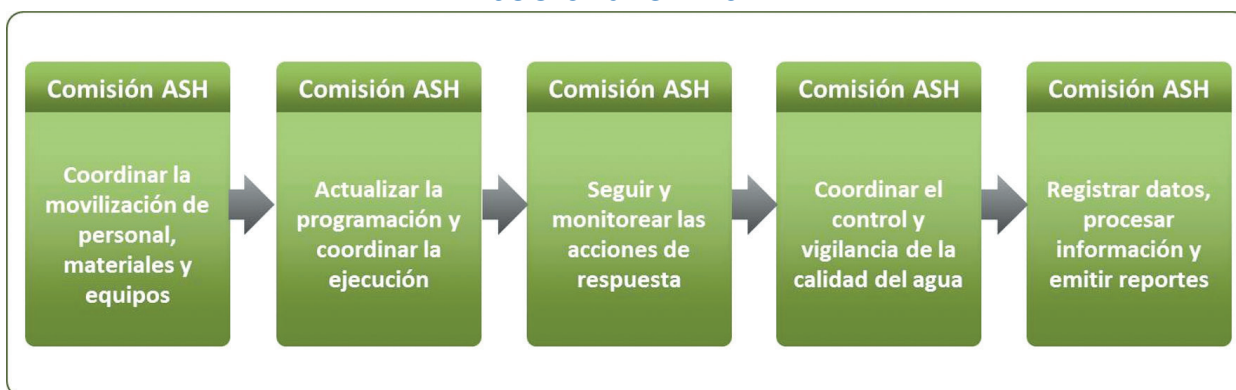 Comisión ASH
Coordinar la
movilización de
personal,
materiales y
equipos
Comisión ASH
Actualizar la
programación y
coordinar la
ejecución
Comisión ASH
Seguir y
monitorear las
acciones de
respuesta
Comisión ASH
Coordinar el
control y
vigilancia de la
calidad del agua
Comisión ASH
Registrar datos,
procesar
información y
emitir reportes